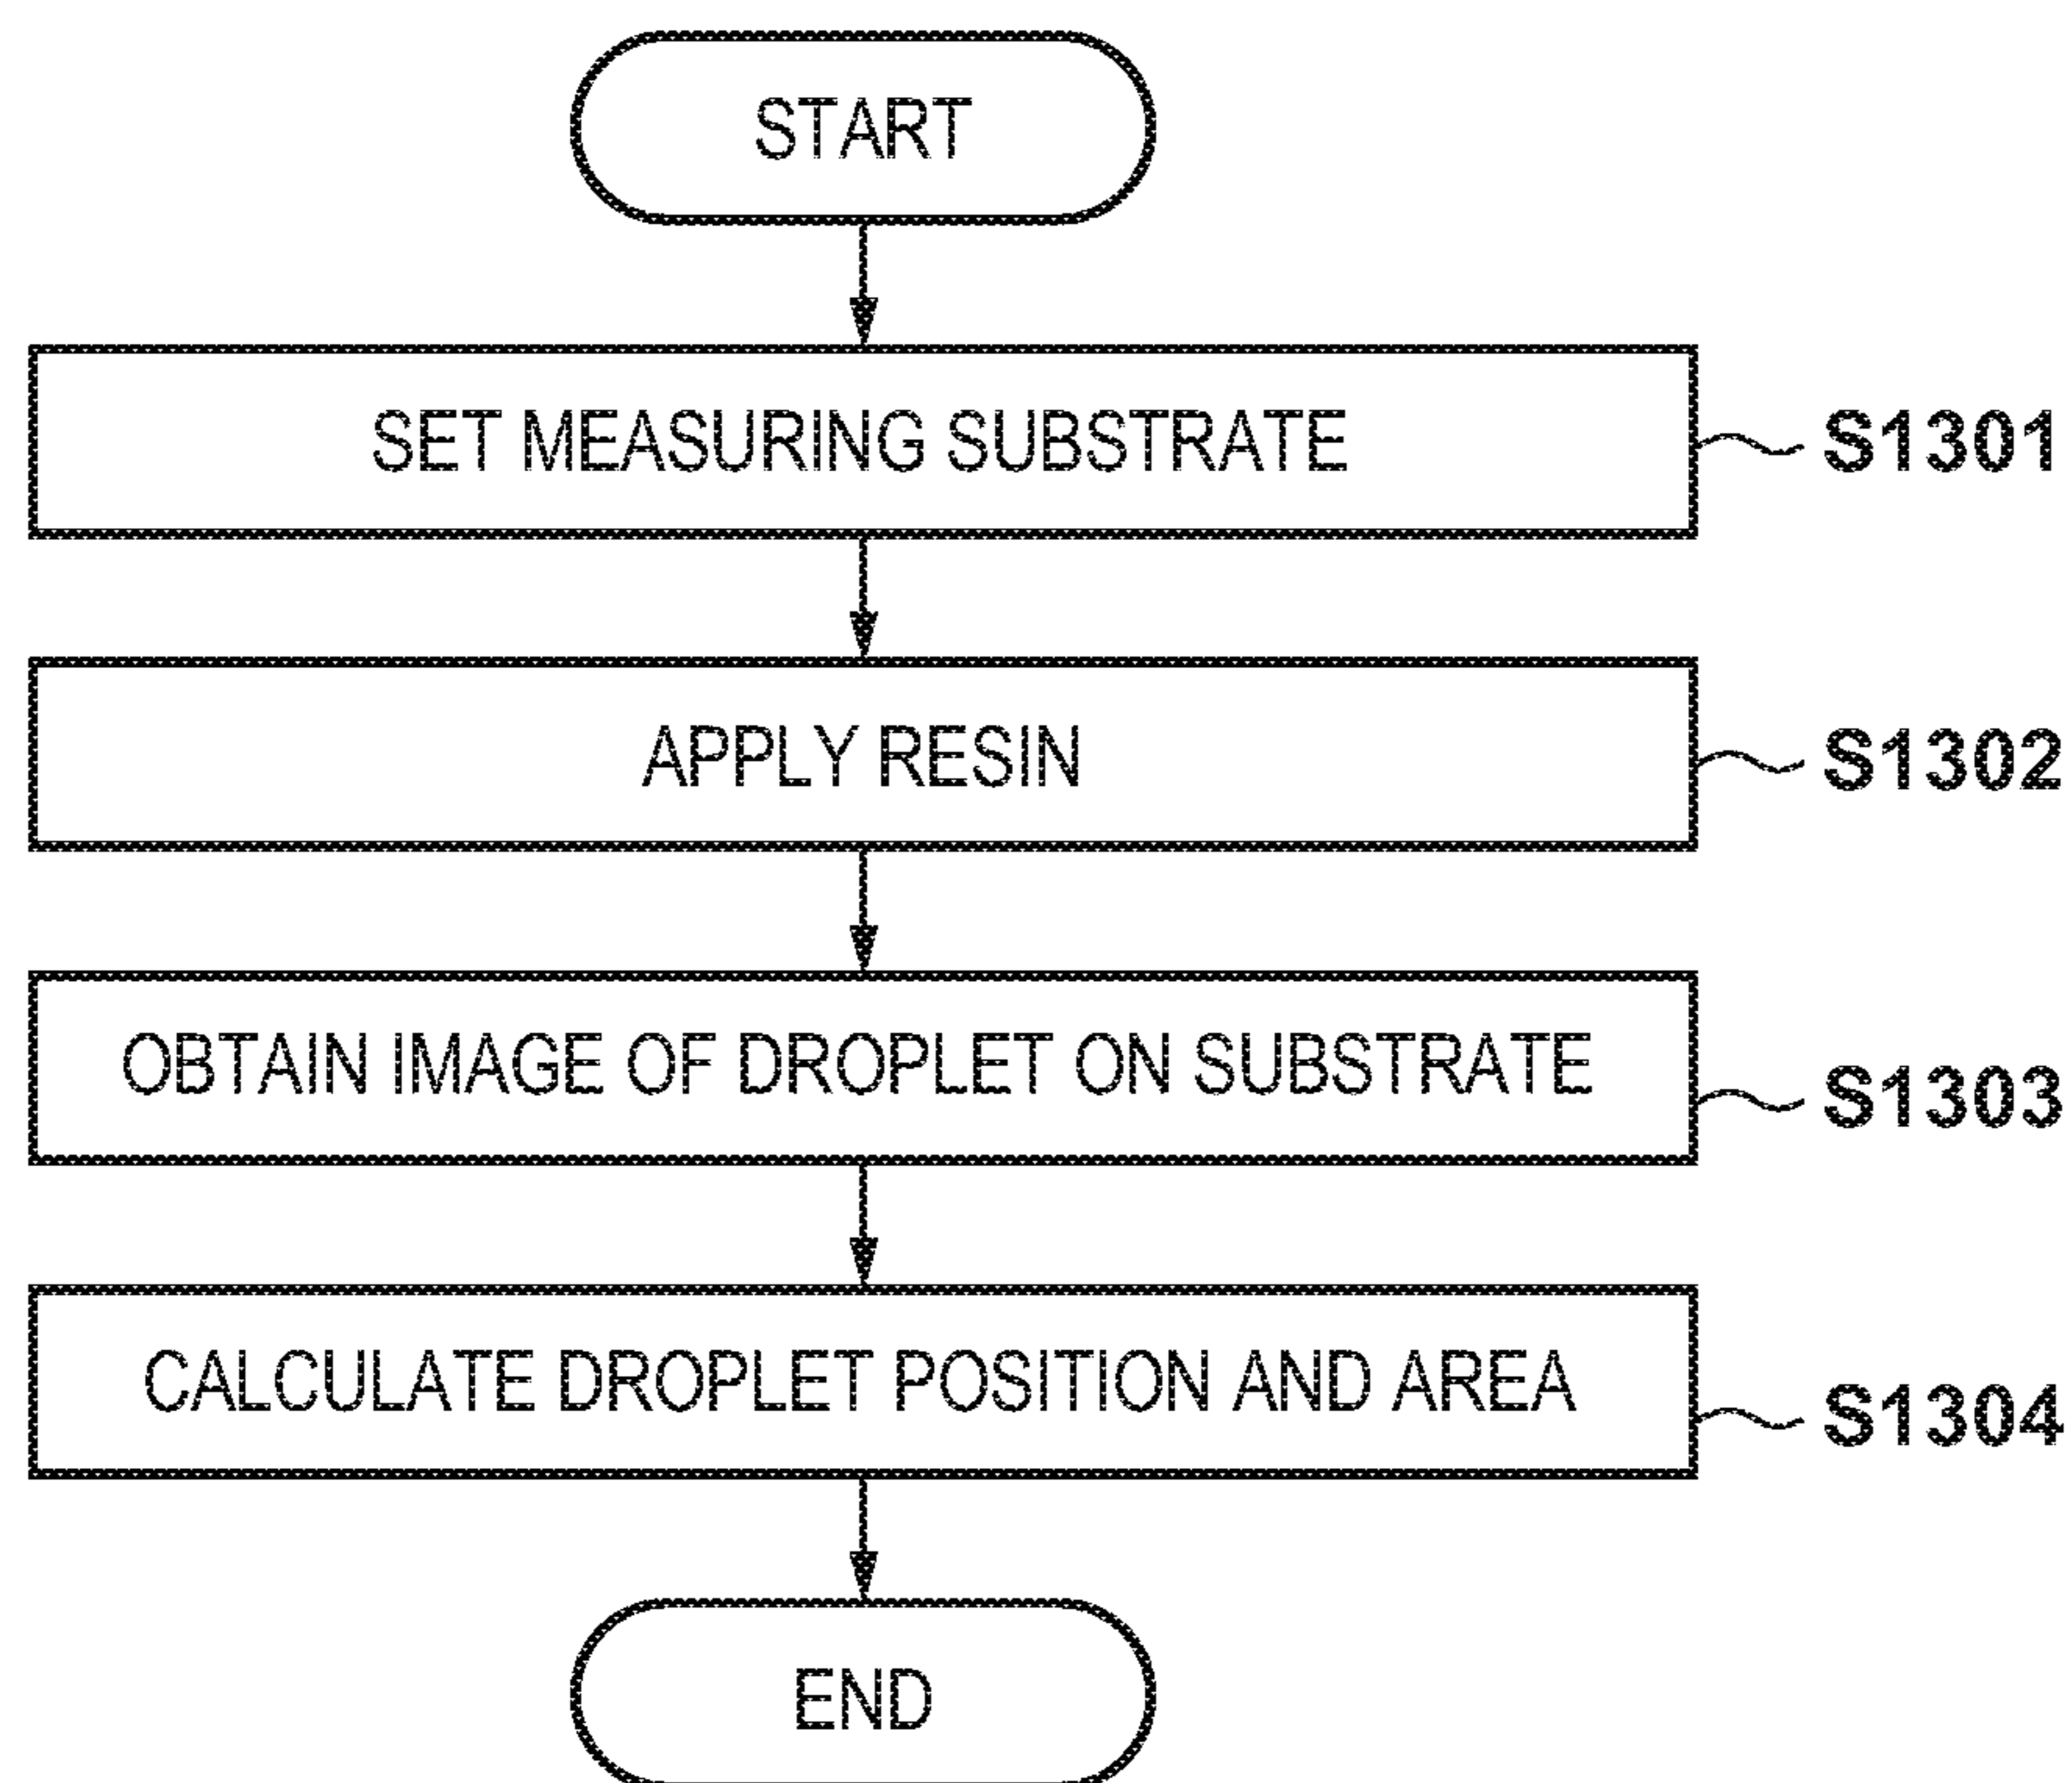 START
SET MEASURING SUBSTRATE
S1301
APPLY RESIN
S1302
OBTAIN IMAGE OF DROPLET ON SUBSTRATE
S1303
CALCULATE DROPLET POSITION AND AREA
S1304
END